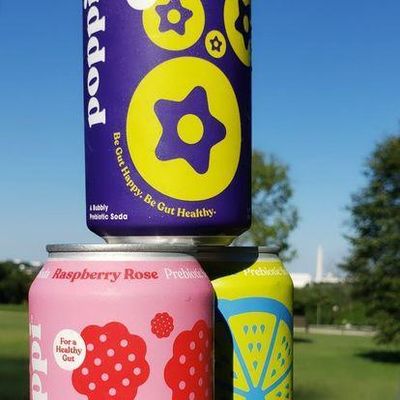 poppi
Be Gut Happy. Be Gut Healthy.
A Bubbly
Prebiotic Soda
Raspberry Rose
Prebiotic
For a
Healthy
Gut
Prebiotic